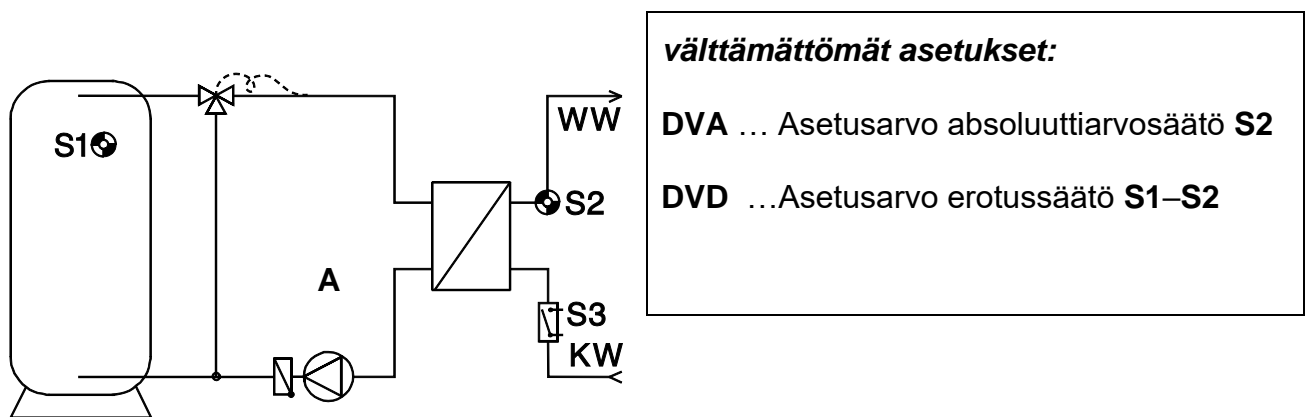 S1
WW
S2
A
S3
KW
välttämättömät asetukset:
DVA … Asetusarvo absoluuttiarvosäätö S2
DVD …Asetusarvo erotussäätö S1–S2